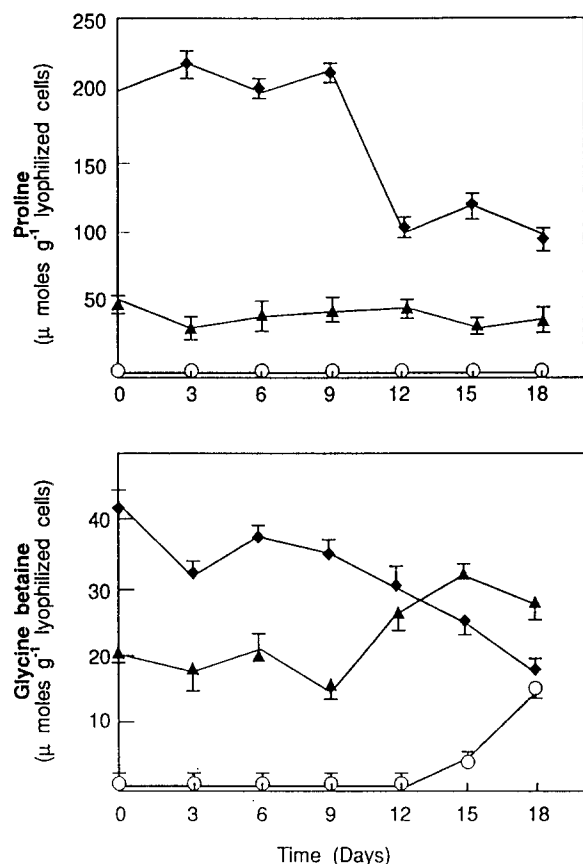 250
200
150
100
50
Proline
(μ moles g⁻¹ lyophilized cells)
0 3 6 9 12 15 18
40
30
20
10
Glycine betaine
(μ moles g⁻¹ lyophilized cells)
0 3 6 9 12 15 18
Time (Days)